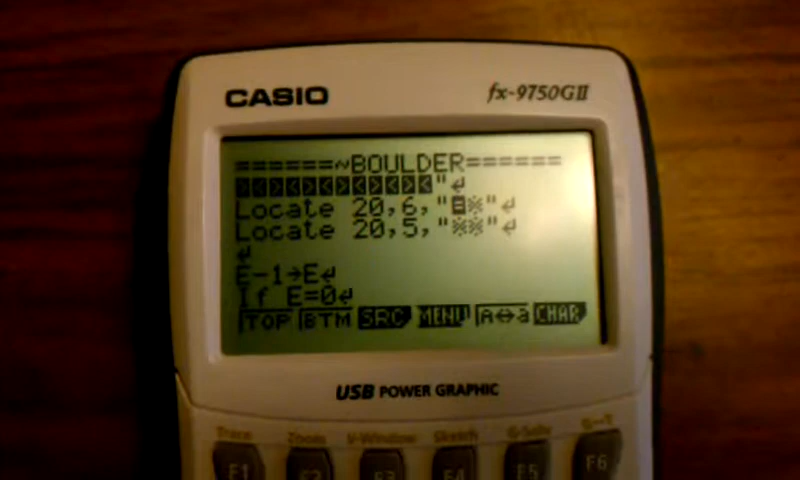 CASIO fx-9750GII
======~BOULDER======
"↵
Locate 20,6,"■※"↵
Locate 20,5,"※※"↵
↵
E-1→E↵
If E=0↵
TOP BTM SRC MENU A⇔a CHAR
USB POWER GRAPHIC
Trace Zoom V-Window Sketch G-Solv G↔T
F1 F2 F3 F4 F5 F6